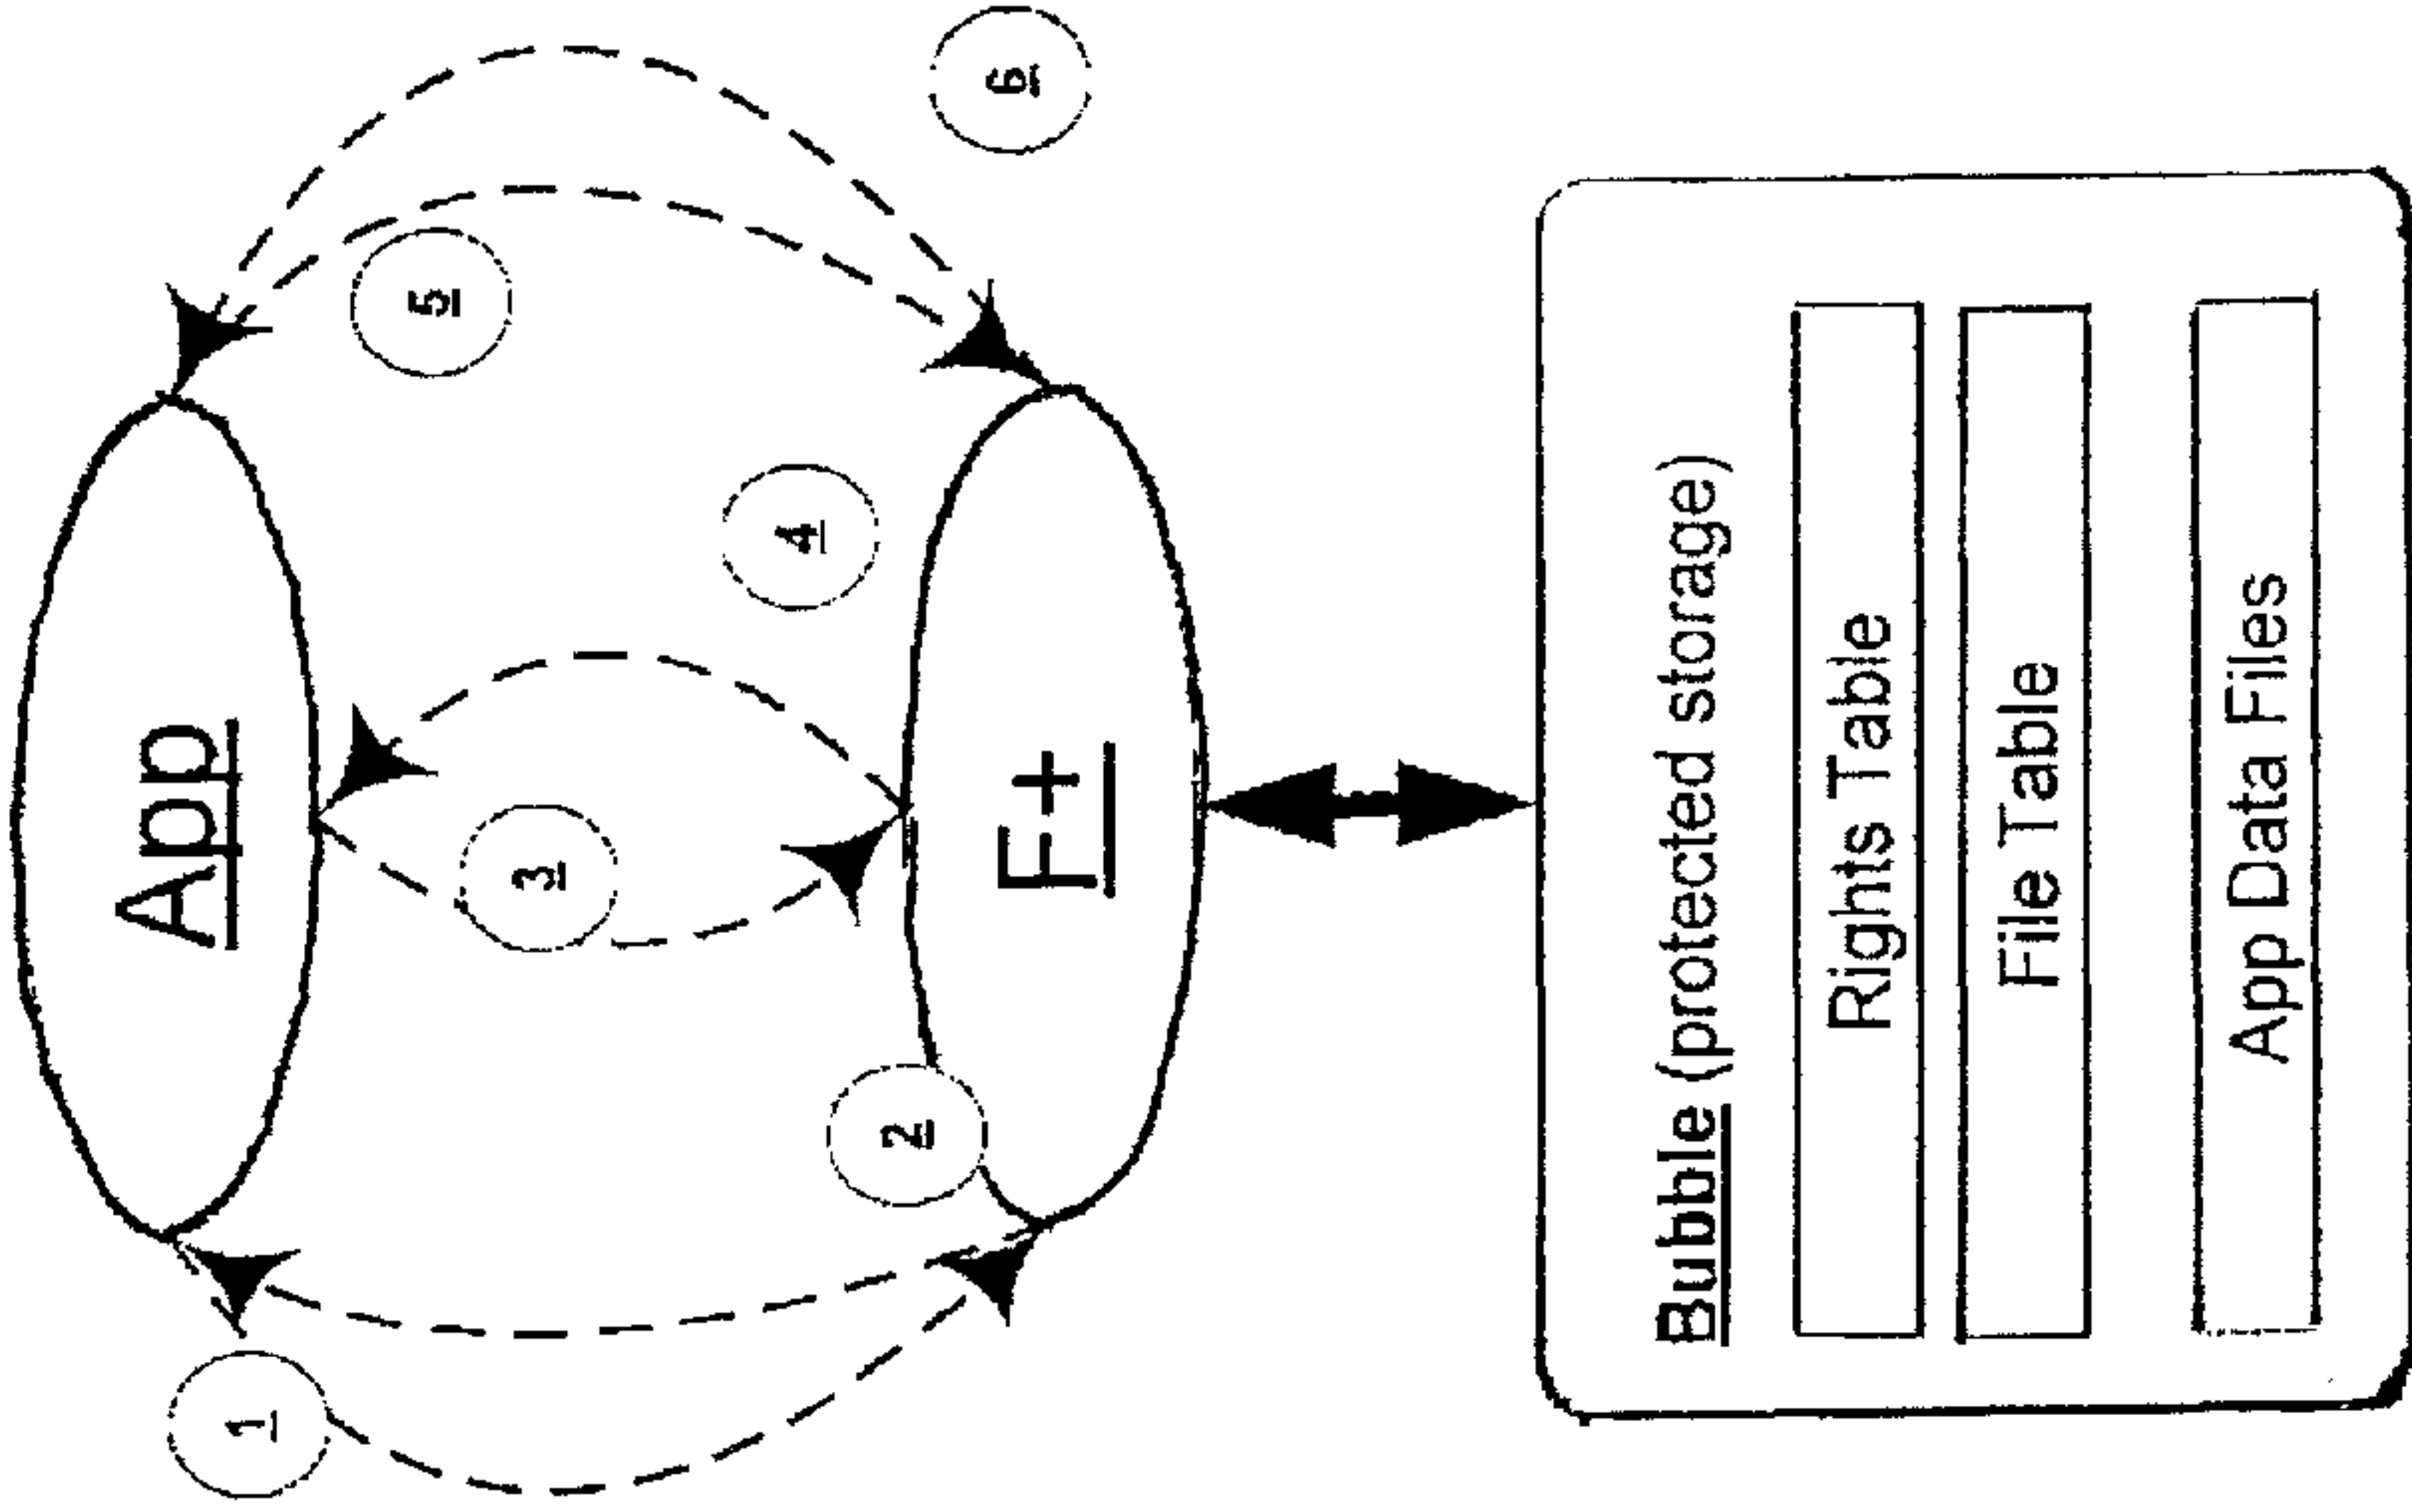 App
1
2
3
4
5
6
F+
Bubble (protected storage)
Rights Table
File Table
App Data Files